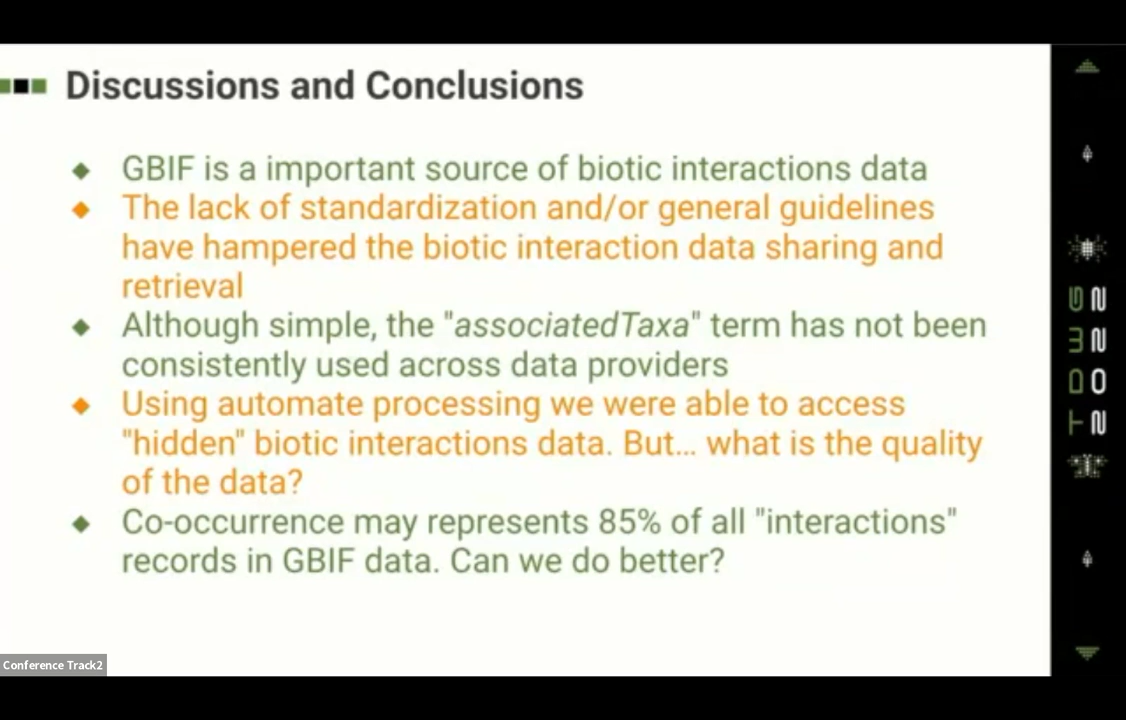 Discussions and Conclusions
GBIF is a important source of biotic interactions data
The lack of standardization and/or general guidelines
have hampered the biotic interaction data sharing and
retrieval
Although simple, the "associatedTaxa" term has not been
consistently used across data providers
Using automate processing we were able to access
"hidden" biotic interactions data. But... what is the quality
of the data?
Co-occurrence may represents 85% of all "interactions"
records in GBIF data. Can we do better?
Conference Track2
TDWG
2022